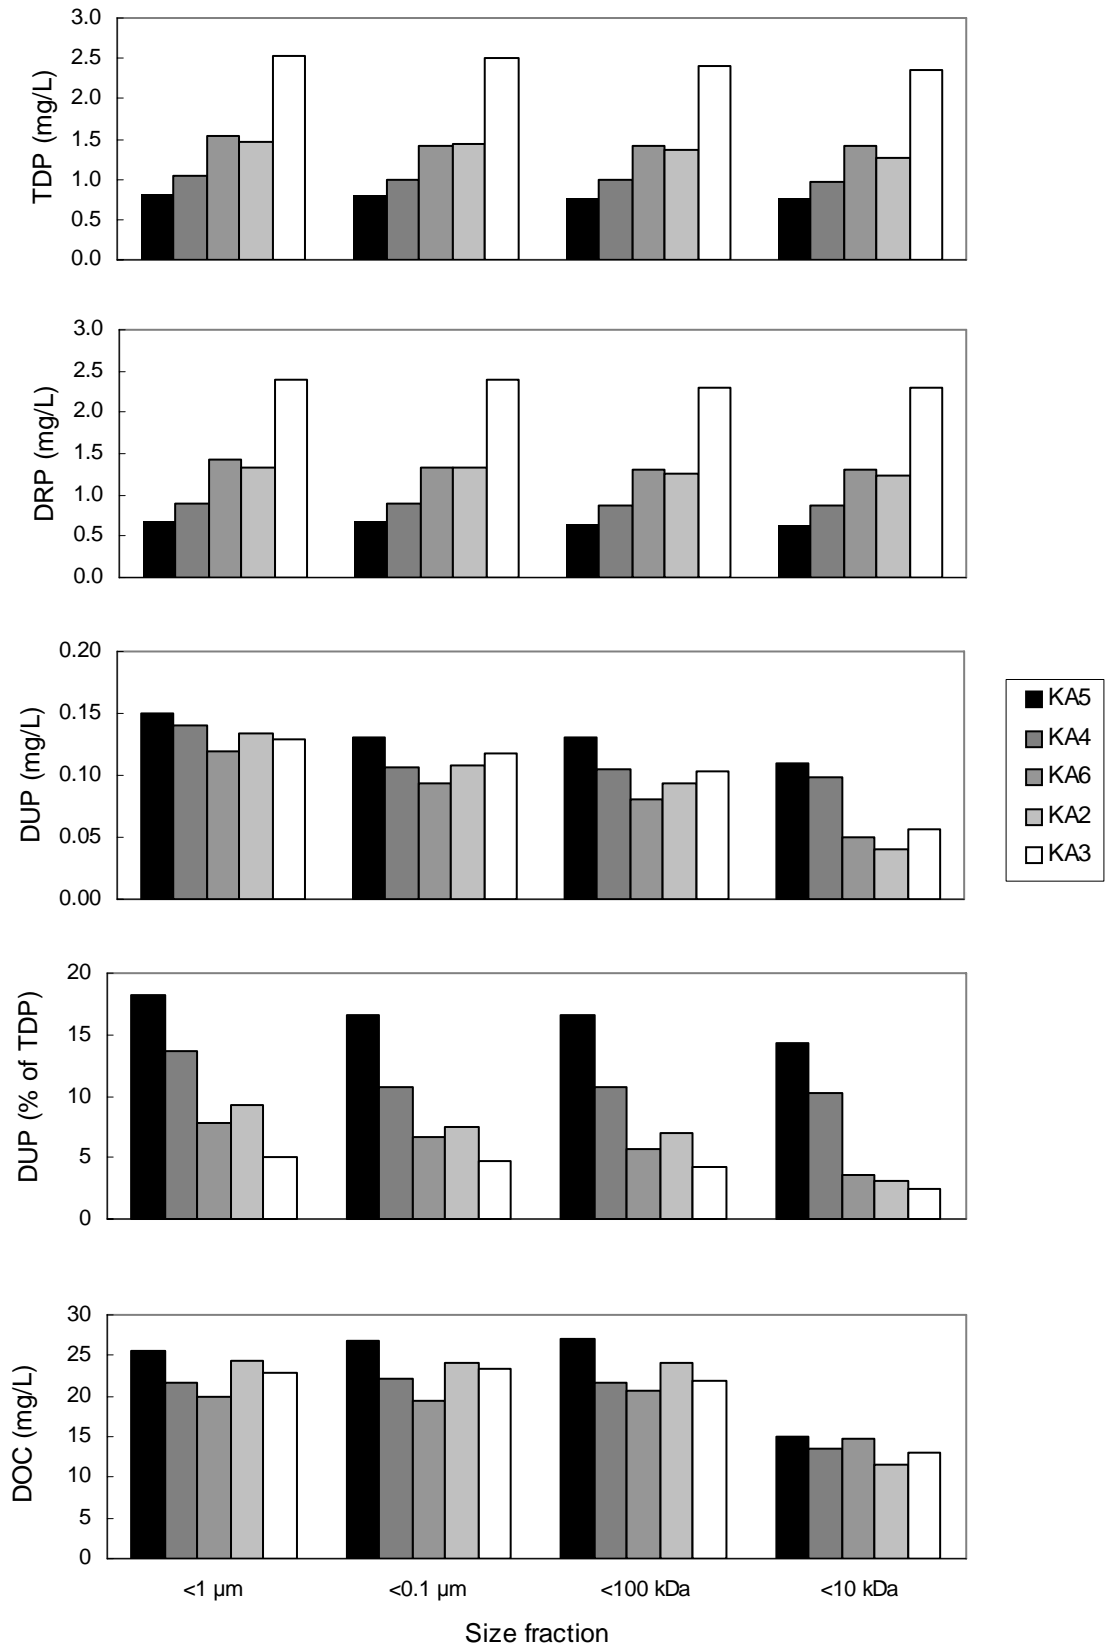 TDP (mg/L)
3.0
2.5
2.0
1.5
1.0
0.5
0.0
DRP (mg/L)
3.0
2.5
2.0
1.5
1.0
0.5
0.0
DUP (mg/L)
0.20
0.15
0.10
0.05
0.00
KA5
KA4
KA6
KA2
KA3
DUP (% of TDP)
20
15
10
5
0
DOC (mg/L)
30
25
20
15
10
5
0
<1 µm <0.1 µm <100 kDa <10 kDa
Size fraction